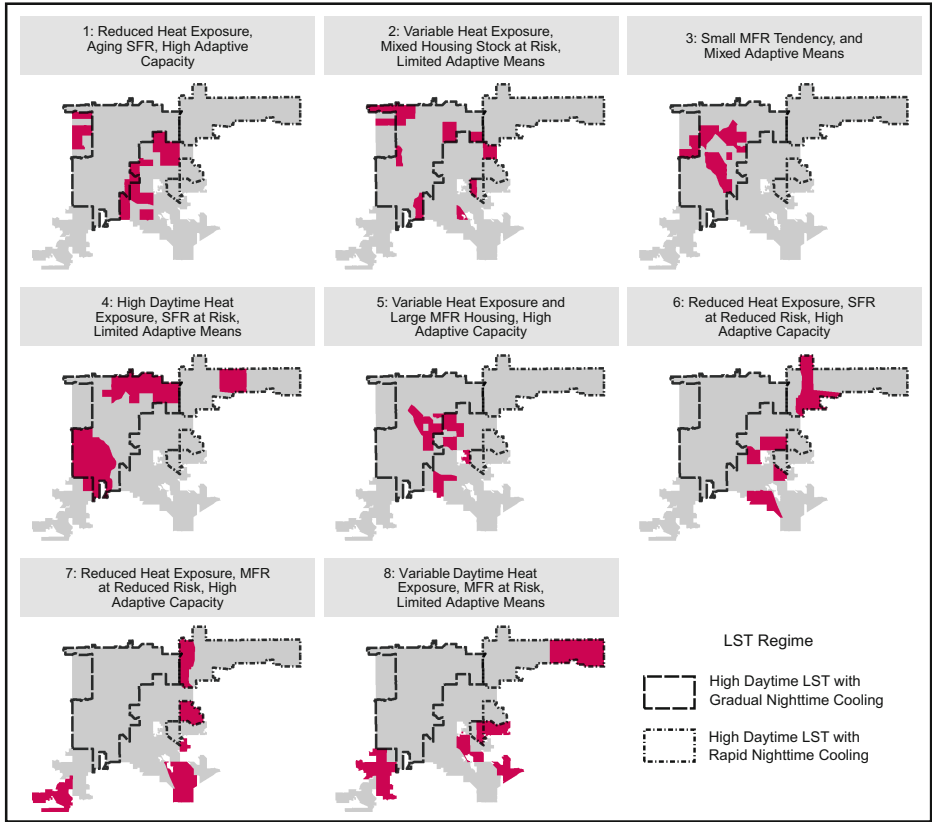 1: Reduced Heat Exposure,
Aging SFR, High Adaptive
Capacity
2: Variable Heat Exposure,
Mixed Housing Stock at Risk,
Limited Adaptive Means
3: Small MFR Tendency, and
Mixed Adaptive Means
4: High Daytime Heat
Exposure, SFR at Risk,
Limited Adaptive Means
5: Variable Heat Exposure and
Large MFR Housing, High
Adaptive Capacity
6: Reduced Heat Exposure, SFR
at Reduced Risk, High
Adaptive Capacity
7: Reduced Heat Exposure, MFR
at Reduced Risk, High
Adaptive Capacity
8: Variable Daytime Heat
Exposure, MFR at Risk,
Limited Adaptive Means
LST Regime
High Daytime LST with
Gradual Nighttime Cooling
High Daytime LST with
Rapid Nighttime Cooling